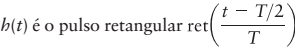 h(t) é o pulso retangular ret((t − T/2)/T)